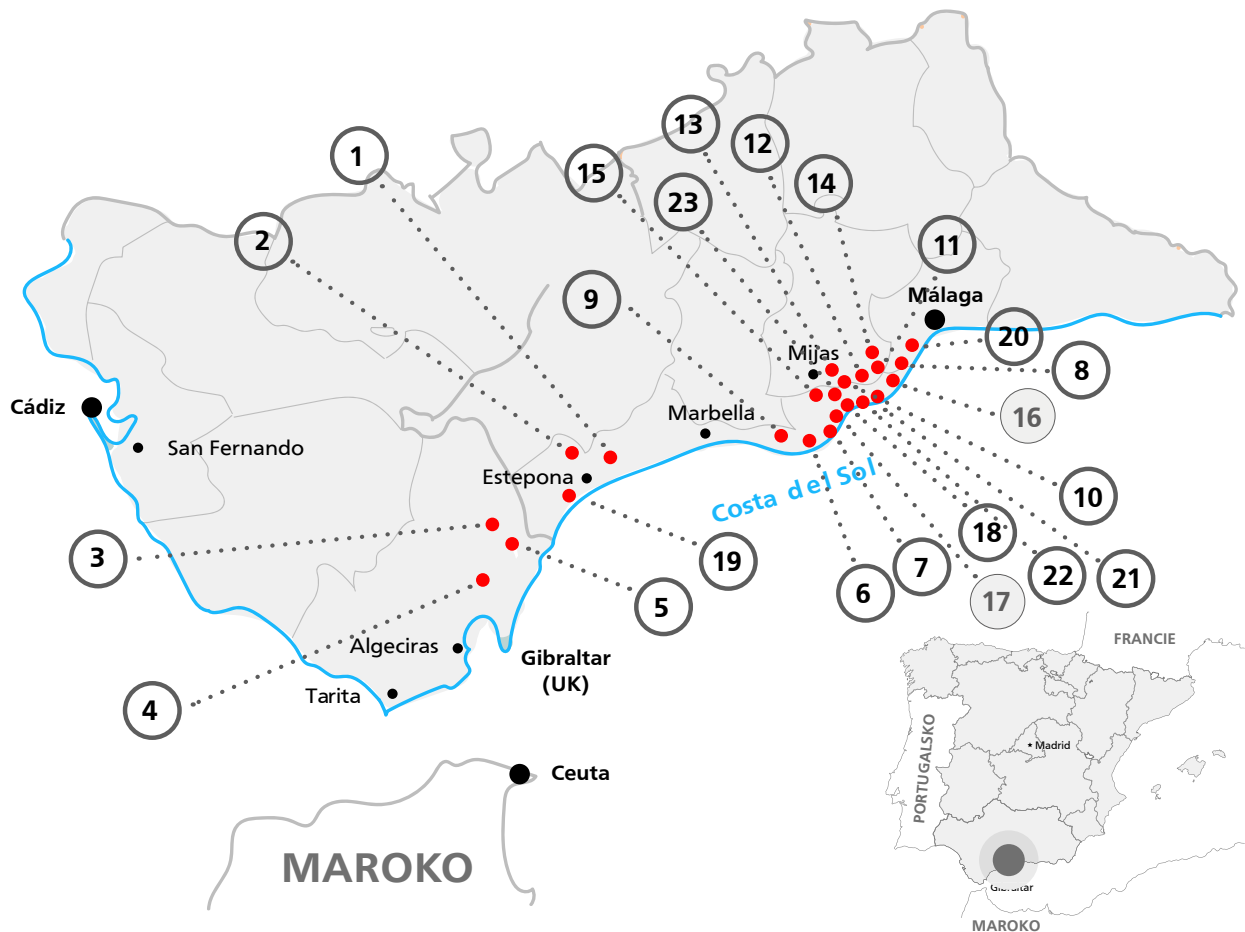 13
12
1
15
14
23
2
11
9
Málaga
20
Mijas
8
Cádiz
Marbella
16
San Fernando
Estepona
Costa del Sol
10
18
3
19
7
22
21
6
5
17
Algeciras
Gibraltar
(UK)
FRANCIE
Tarita
4
PORTUGALSKO
Madrid
Ceuta
MAROKO
Gibraltar
MAROKO